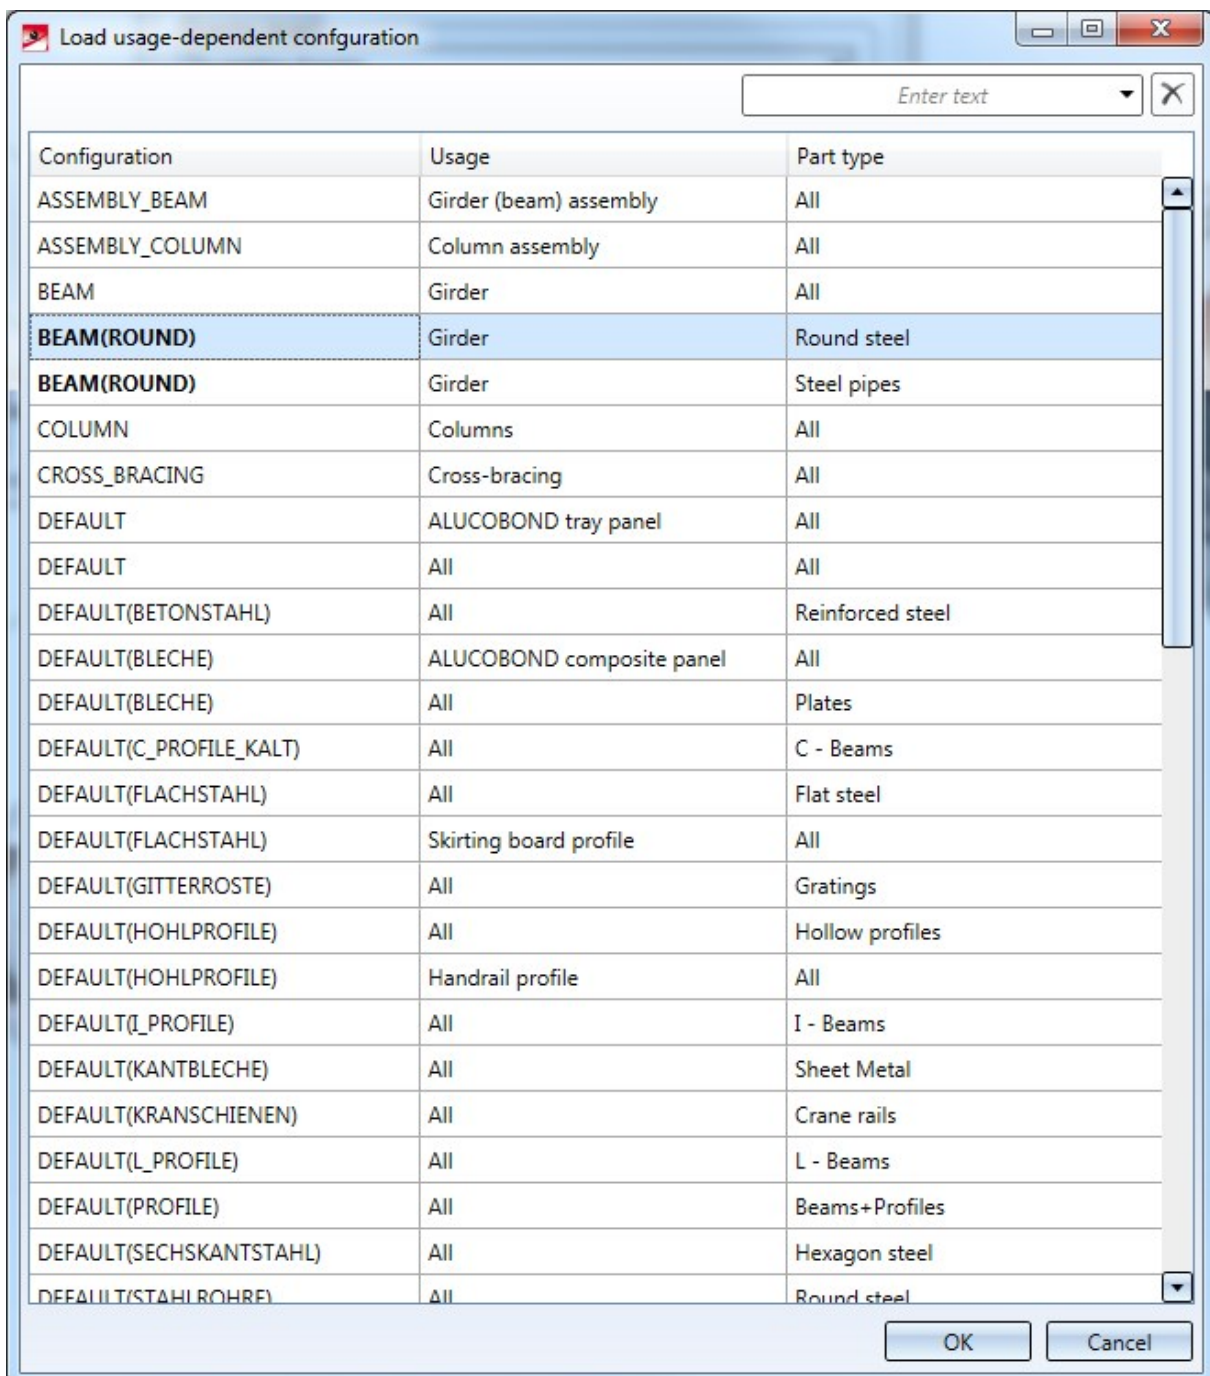 Load usage-dependent confguration
Enter text
Configuration Usage Part type
ASSEMBLY_BEAM Girder (beam) assembly All
ASSEMBLY_COLUMN Column assembly All
BEAM Girder All
BEAM(ROUND) Girder Round steel
BEAM(ROUND) Girder Steel pipes
COLUMN Columns All
CROSS_BRACING Cross-bracing All
DEFAULT ALUCOBOND tray panel All
DEFAULT All All
DEFAULT(BETONSTAHL) All Reinforced steel
DEFAULT(BLECHE) ALUCOBOND composite panel All
DEFAULT(BLECHE) All Plates
DEFAULT(C_PROFILE_KALT) All C - Beams
DEFAULT(FLACHSTAHL) All Flat steel
DEFAULT(FLACHSTAHL) Skirting board profile All
DEFAULT(GITTERROSTE) All Gratings
DEFAULT(HOHLPROFILE) All Hollow profiles
DEFAULT(HOHLPROFILE) Handrail profile All
DEFAULT(I_PROFILE) All I - Beams
DEFAULT(KANTBLECHE) All Sheet Metal
DEFAULT(KRANSCHIENEN) All Crane rails
DEFAULT(L_PROFILE) All L - Beams
DEFAULT(PROFILE) All Beams+Profiles
DEFAULT(SECHSKANTSTAHL) All Hexagon steel
DEFAULT(STAHLROHRE) All Round steel
OK Cancel